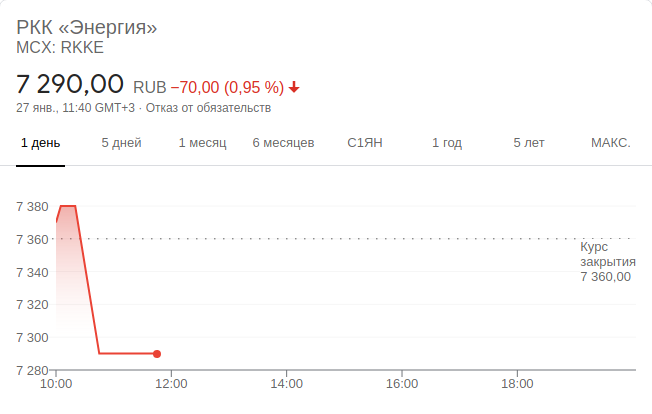 РКК «Энергия»
MCX: RKKE
7 290,00 RUB −70,00 (0,95 %)
27 янв., 11:40 GMT+3 · Отказ от обязательств
1 день 5 дней 1 месяц 6 месяцев С1ЯН 1 год 5 лет МАКС.
7 380
7 360
Курс
закрытия
7 360,00
7 340
7 320
7 300
7 280
10:00 12:00 14:00 16:00 18:00